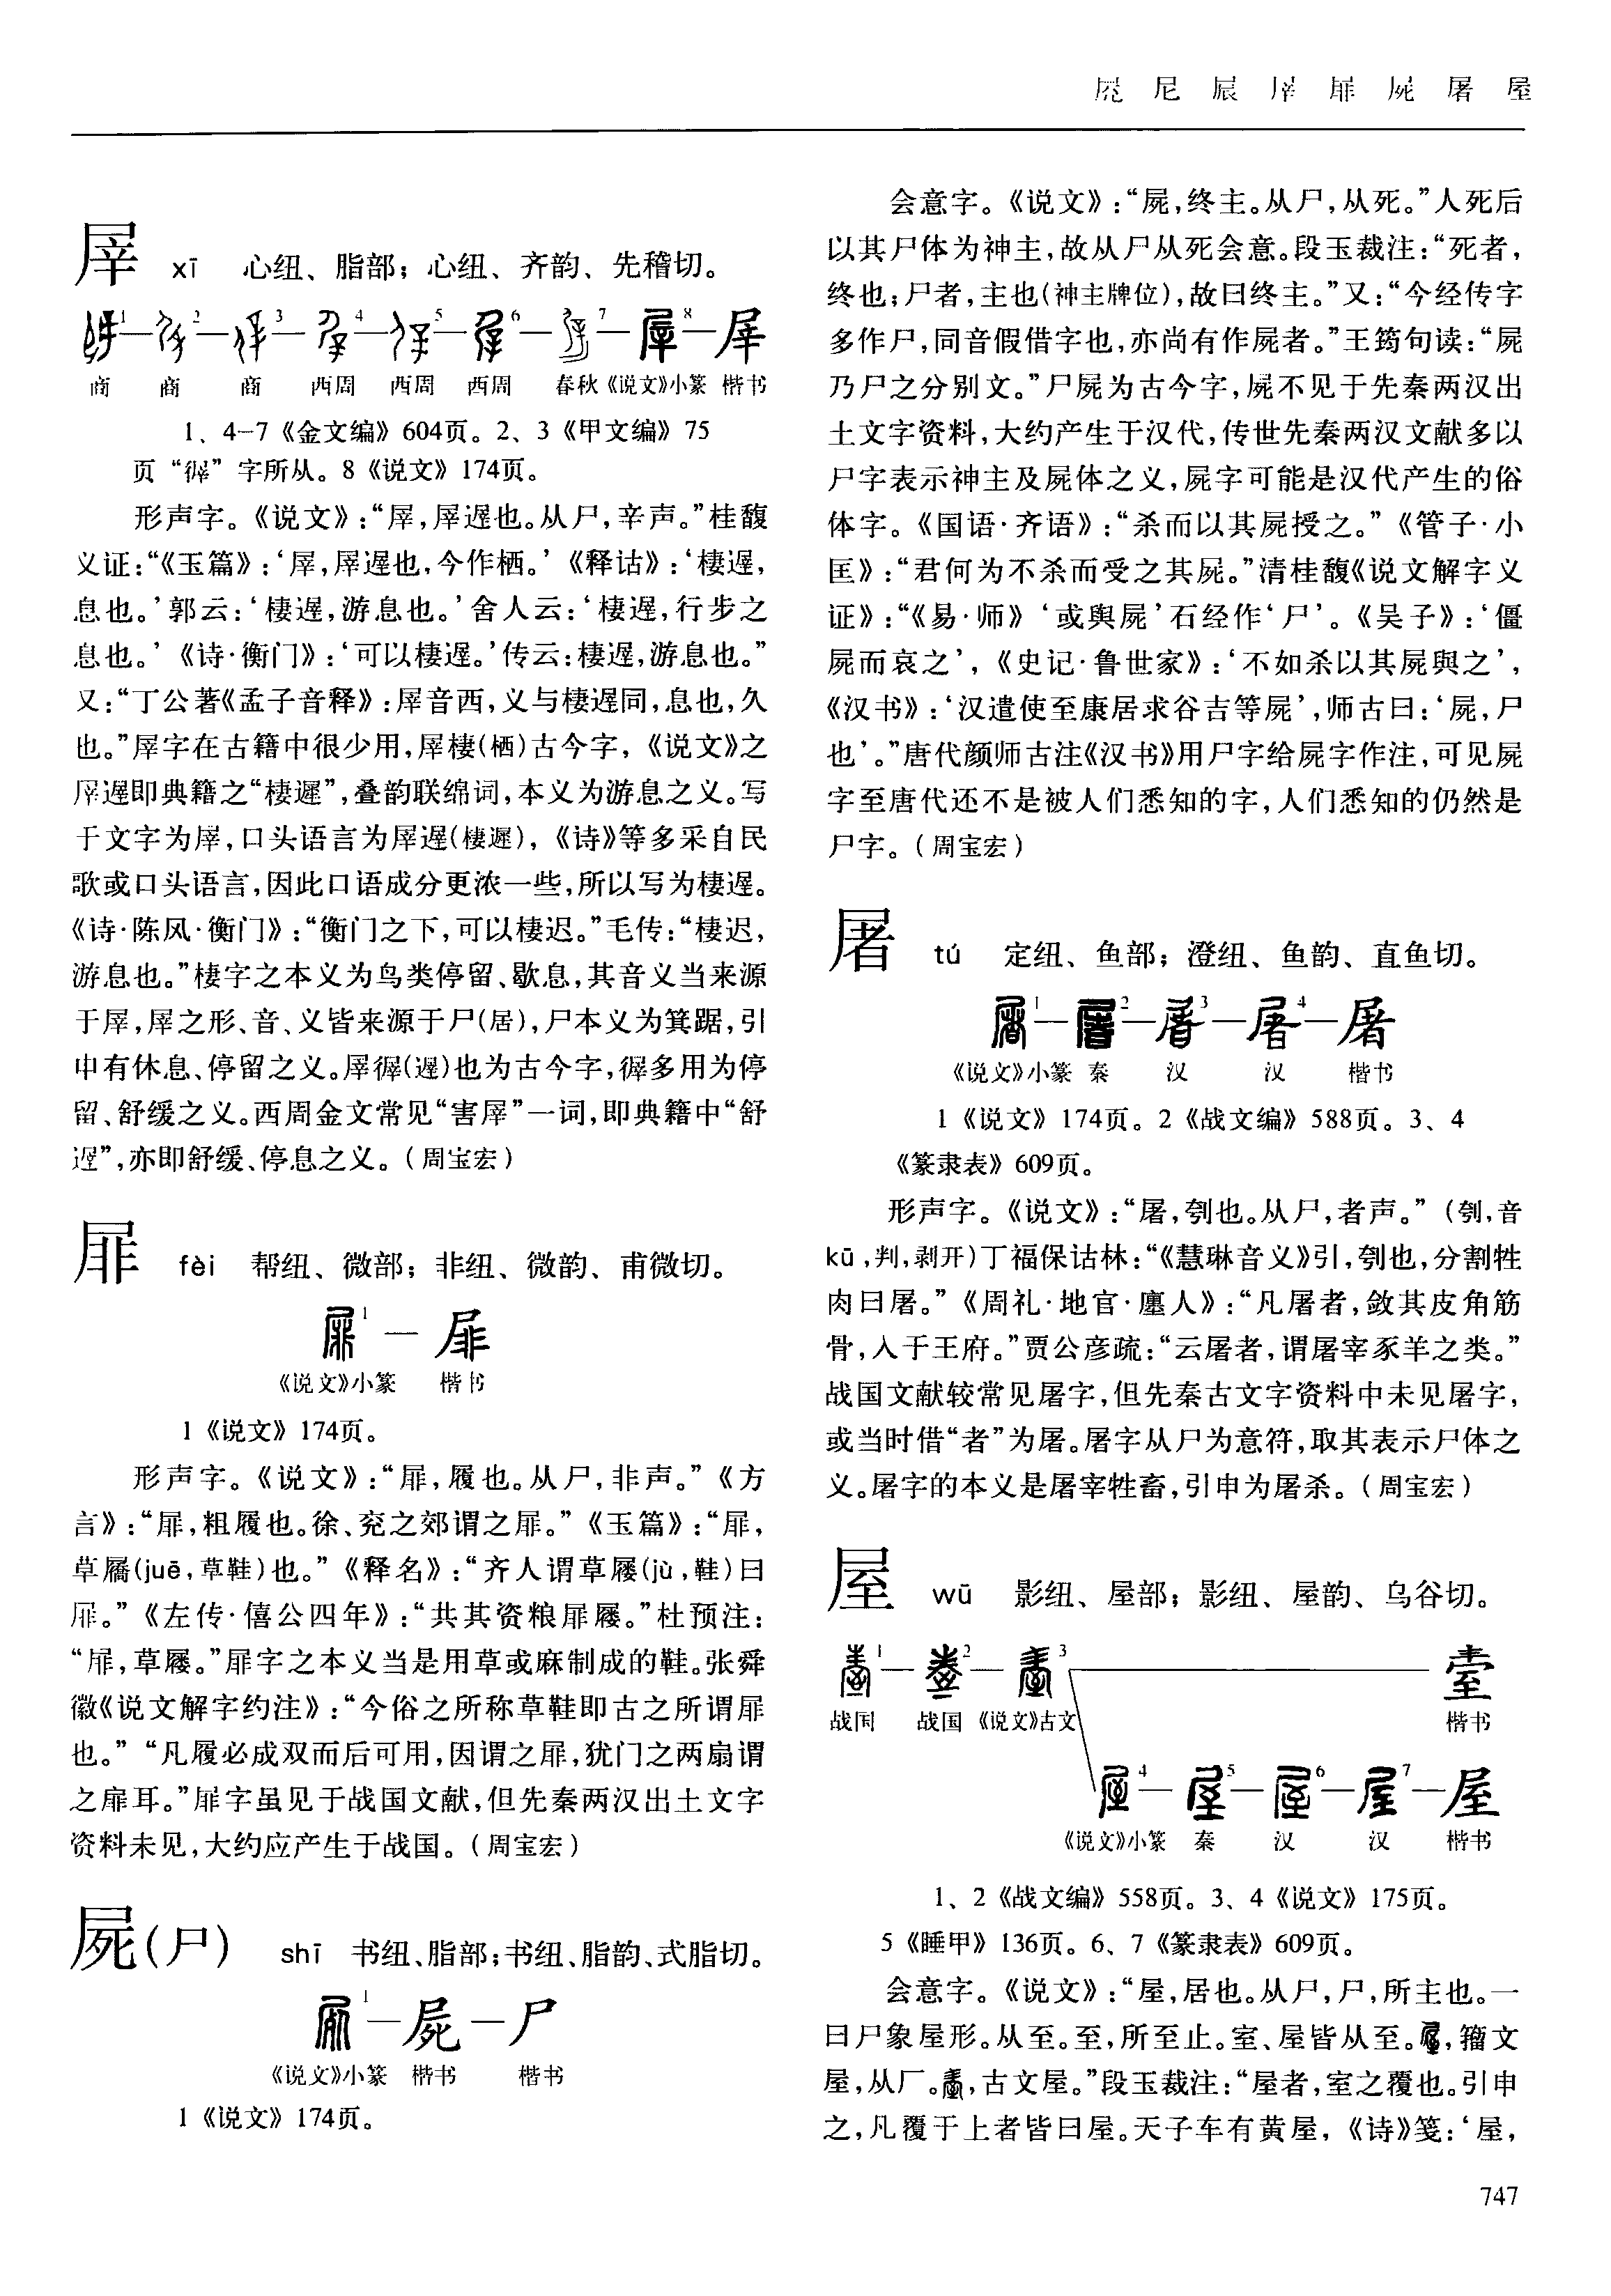 屖 屝 屍 屠 屋
屖 xī 心纽、脂部；心纽、齐韵、先稽切。
1 2 3 4 5 6 7 8
商 商 商 西周 西周 西周 春秋 《说文》小篆 楷书
1、4-7《金文编》604页。2、3《甲文编》75
页“徲”字所从。8《说文》174页。
形声字。《说文》：“屖，屖遟也。从尸，辛声。”桂馥
义证：“《玉篇》：‘屖，屖遟也，今作栖。’《释诂》：‘棲遟，
息也。’郭云：‘棲遟，游息也。’舍人云：‘棲遟，行步之
息也。’《诗·衡门》：‘可以棲遟。’传云：棲遟，游息也。”
又：“丁公著《孟子音释》：屖音西，义与棲遟同，息也，久
也。”屖字在古籍中很少用，屖棲（栖）古今字，《说文》之
屖遟即典籍之“棲遲”，叠韵联绵词，本义为游息之义。写
于文字为屖，口头语言为屖遟（棲遲），《诗》等多采自民
歌或口头语言，因此口语成分更浓一些，所以写为棲遟。
《诗·陈风·衡门》：“衡门之下，可以棲迟。”毛传：“棲迟，
游息也。”棲字之本义为鸟类停留、歇息，其音义当来源
于屖，屖之形、音、义皆来源于尸（居），尸本义为箕踞，引
申有休息、停留之义。屖徲（遟）也为古今字，徲多用为停
留、舒缓之义。西周金文常见“害屖”一词，即典籍中“舒
遟”，亦即舒缓、停息之义。（周宝宏）
屝 fèi 帮纽、微部；非纽、微韵、甫微切。
1
《说文》小篆 楷书
1《说文》174页。
形声字。《说文》：“屝，履也。从尸，非声。”《方
言》：“屝，粗履也。徐、兖之郊谓之屝。”《玉篇》：“屝，
草屩（juē，草鞋）也。”《释名》：“齐人谓草屦（jù，鞋）曰
屝。”《左传·僖公四年》：“共其资粮屝屦。”杜预注：
“屝，草屦。”屝字之本义当是用草或麻制成的鞋。张舜
徽《说文解字约注》：“今俗之所称草鞋即古之所谓屝
也。”“凡履必成双而后可用，因谓之屝，犹门之两扇谓
之扉耳。”屝字虽见于战国文献，但先秦两汉出土文字
资料未见，大约应产生于战国。（周宝宏）
屍（尸） shī 书纽、脂部；书纽、脂韵、式脂切。
1 屍 尸
《说文》小篆 楷书 楷书
1《说文》174页。
会意字。《说文》：“屍，终主。从尸，从死。”人死后
以其尸体为神主，故从尸从死会意。段玉裁注：“死者，
终也；尸者，主也（神主牌位），故曰终主。”又：“今经传字
多作尸，同音假借字也，亦尚有作屍者。”王筠句读：“屍
乃尸之分别文。”尸屍为古今字，屍不见于先秦两汉出
土文字资料，大约产生于汉代，传世先秦两汉文献多以
尸字表示神主及屍体之义，屍字可能是汉代产生的俗
体字。《国语·齐语》：“杀而以其屍授之。”《管子·小
匡》：“君何为不杀而受之其屍。”清桂馥《说文解字义
证》：“《易·师》‘或舆屍’石经作‘尸’。《吴子》：‘僵
屍而哀之’，《史记·鲁世家》：‘不如杀以其屍與之’，
《汉书》：‘汉遣使至康居求谷吉等屍’，师古曰：‘屍，尸
也’。”唐代颜师古注《汉书》用尸字给屍字作注，可见屍
字至唐代还不是被人们悉知的字，人们悉知的仍然是
尸字。（周宝宏）
屠 tú 定纽、鱼部；澄纽、鱼韵、直鱼切。
1 2 3 4 屠
《说文》小篆 秦 汉 汉 楷书
1《说文》174页。2《战文编》588页。3、4
《篆隶表》609页。
形声字。《说文》：“屠，刳也。从尸，者声。”（刳，音
kū，判，剥开）丁福保诂林：“《慧琳音义》引，刳也，分割牲
肉曰屠。”《周礼·地官·廛人》：“凡屠者，敛其皮角筋
骨，入于王府。”贾公彦疏：“云屠者，谓屠宰豕羊之类。”
战国文献较常见屠字，但先秦古文字资料中未见屠字，
或当时借“者”为屠。屠字从尸为意符，取其表示尸体之
义。屠字的本义是屠宰牲畜，引申为屠杀。（周宝宏）
屋 wū 影纽、屋部；影纽、屋韵、乌谷切。
1 2 3
战国 战国 《说文》古文 楷书
4 5 6 7 屋
《说文》小篆 秦 汉 汉 楷书
1、2《战文编》558页。3、4《说文》175页。
5《睡甲》136页。6、7《篆隶表》609页。
会意字。《说文》：“屋，居也。从尸，尸，所主也。一
曰尸象屋形。从至。至，所至止。室、屋皆从至。，籀文
屋，从厂。，古文屋。”段玉裁注：“屋者，室之覆也。引申
之，凡覆于上者皆曰屋。天子车有黄屋，《诗》笺：‘屋，
747